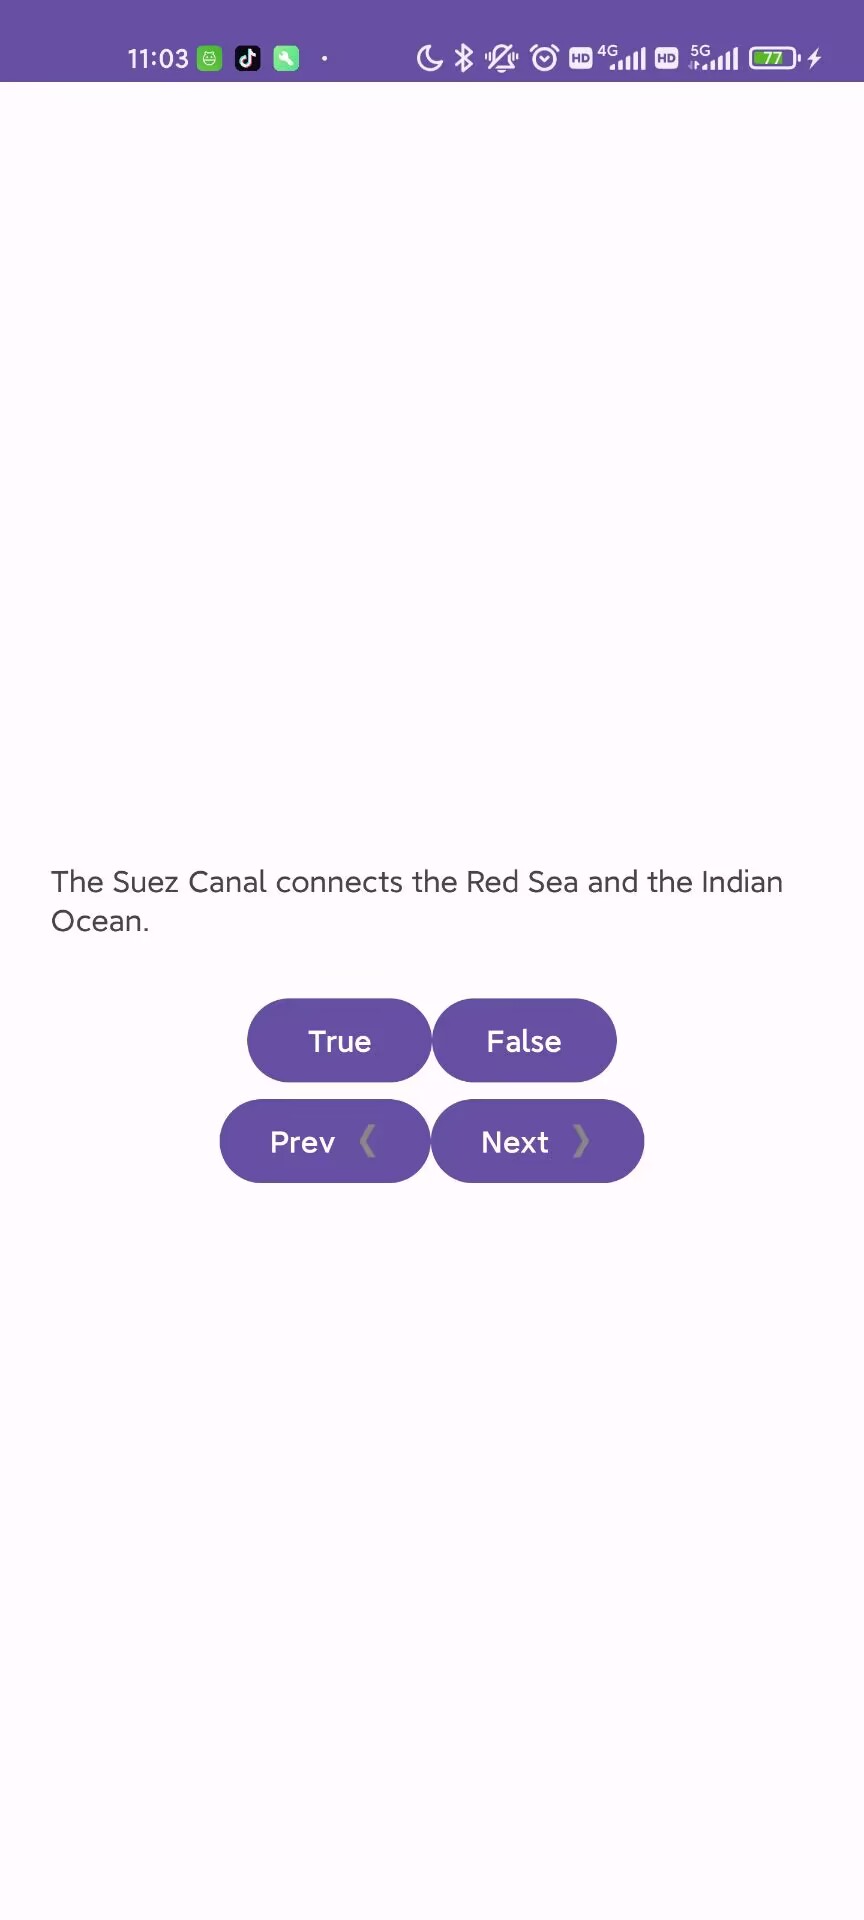 11:03
HD 4G HD 5G 77
The Suez Canal connects the Red Sea and the Indian
Ocean.
True False
Prev Next